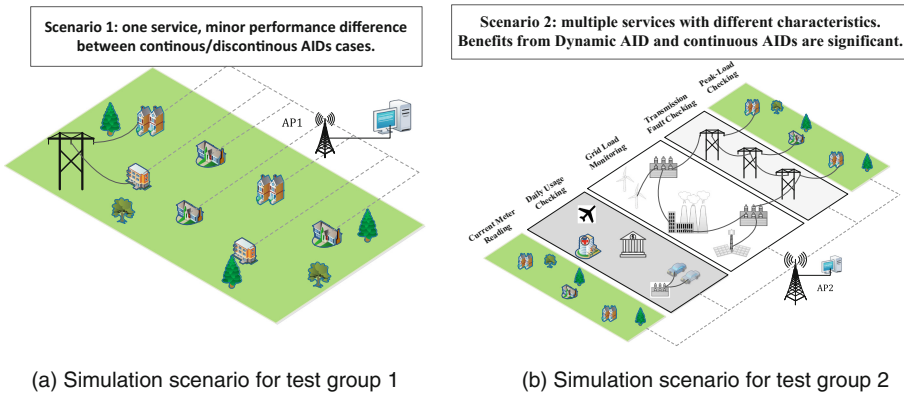 Scenario 1: one service, minor performance difference
between continous/discontinous AIDs cases.
AP1
(a) Simulation scenario for test group 1
Scenario 2: multiple services with different characteristics.
Benefits from Dynamic AID and continuous AIDs are significant.
Peak-Load
Checking
Transmission
Fault Checking
Grid Load
Monitoring
Daily Usage
Checking
Current Meter
Reading
AP2
(b) Simulation scenario for test group 2